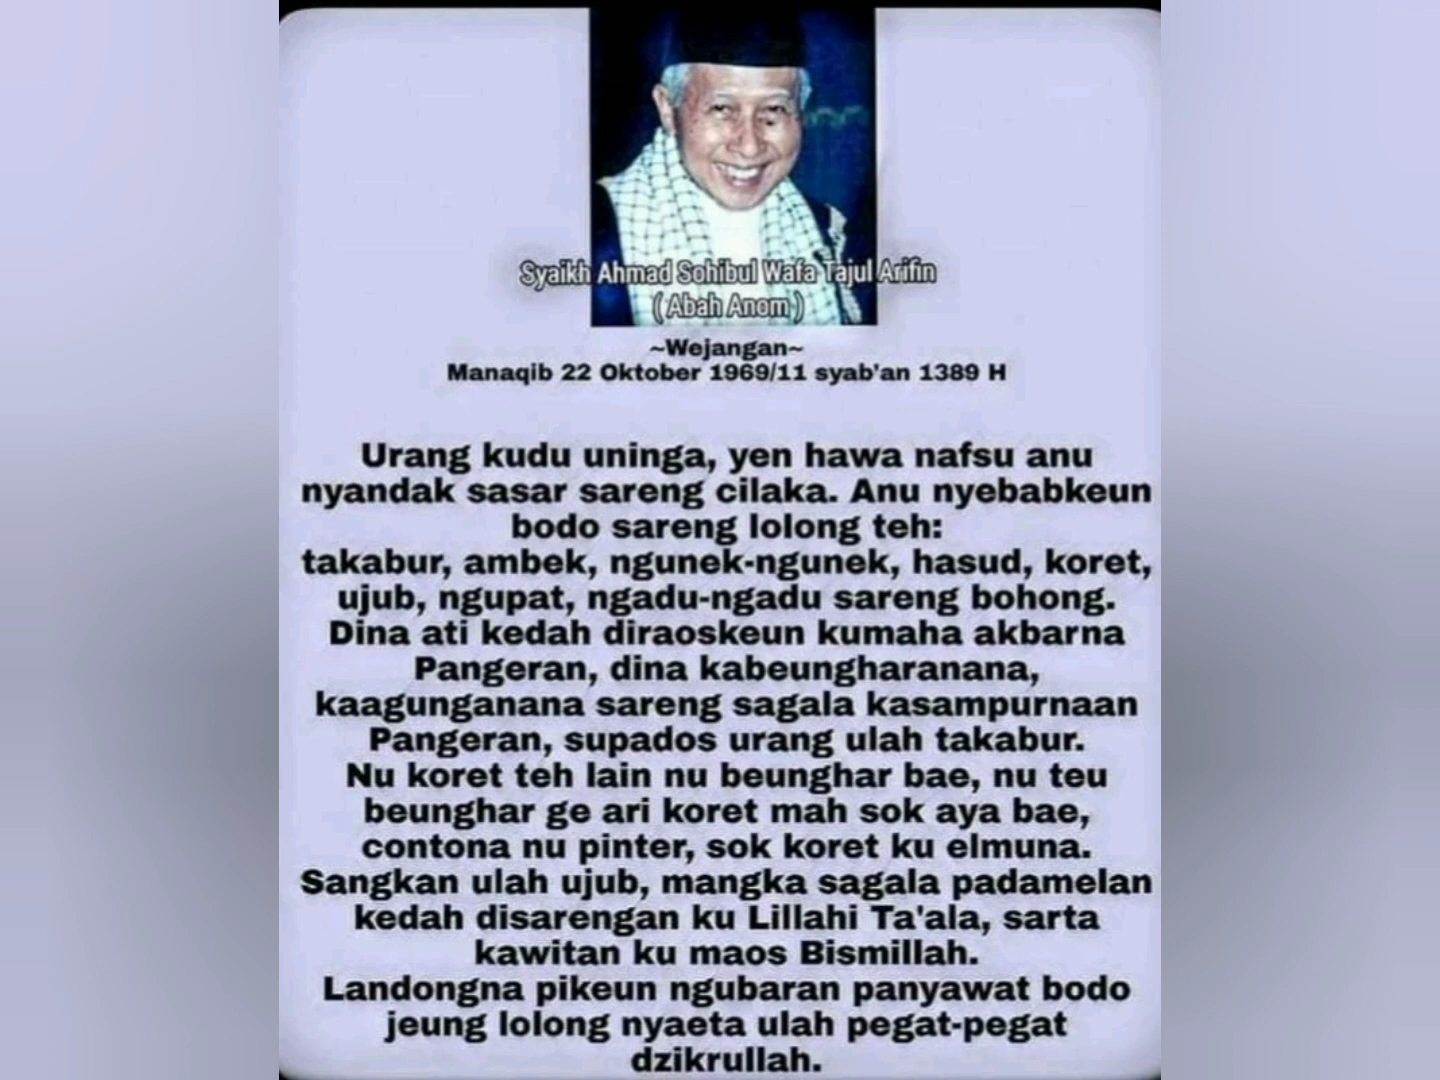 Syaikh Ahmad Sohibul Wafa Tajul Arifin
( Abah Anom )
~Wejangan~
Manaqib 22 Oktober 1969/11 syab'an 1389 H
Urang kudu uninga, yen hawa nafsu anu
nyandak sasar sareng cilaka. Anu nyebabkeun
bodo sareng lolong teh:
takabur, ambek, ngunek-ngunek, hasud, koret,
ujub, ngupat, ngadu-ngadu sareng bohong.
Dina ati kedah diraoskeun kumaha akbarna
Pangeran, dina kabeungharanana,
kaagunganana sareng sagala kasampurnaan
Pangeran, supados urang ulah takabur.
Nu koret teh lain nu beunghar bae, nu teu
beunghar ge ari koret mah sok aya bae,
contona nu pinter, sok koret ku elmuna.
Sangkan ulah ujub, mangka sagala padamelan
kedah disarengan ku Lillahi Ta'ala, sarta
kawitan ku maos Bismillah.
Landongna pikeun ngubaran panyawat bodo
jeung lolong nyaeta ulah pegat-pegat
dzikrullah.